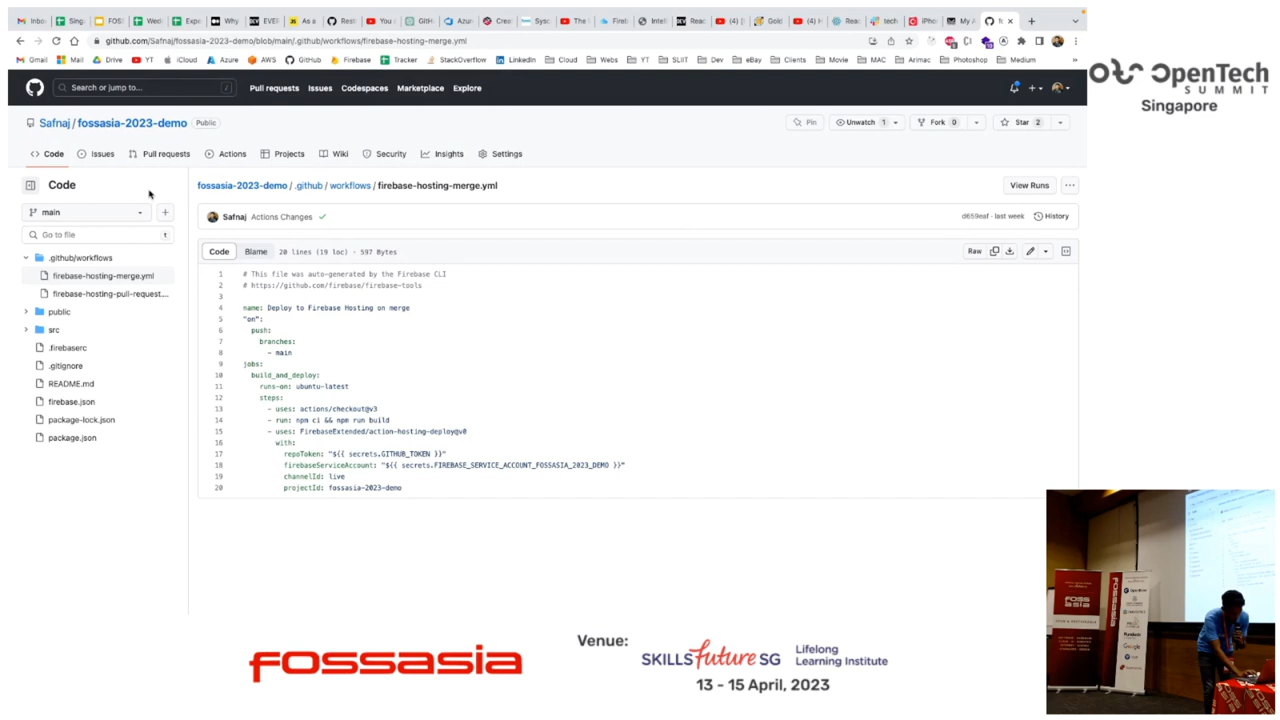 github.com/Safnaj/fossasia-2023-demo/blob/main/.github/workflows/firebase-hosting-merge.yml
Gmail Mail Drive YT iCloud Azure AWS GitHub Firebase Tracker StackOverflow LinkedIn Cloud Webs YT SLIIT Dev eBay Clients Movie MAC Arimac Photoshop Medium
Search or jump to... /
Pull requests Issues Codespaces Marketplace Explore
OpenTech
SUMMIT
Singapore
Safnaj / fossasia-2023-demo Public
Pin Unwatch 1 Fork 0 Star 2
Code Issues Pull requests Actions Projects Wiki Security Insights Settings
Code
main
Go to file t
.github/workflows
firebase-hosting-merge.yml
firebase-hosting-pull-request....
public
src
.firebaserc
.gitignore
README.md
firebase.json
package-lock.json
package.json
fossasia-2023-demo / .github / workflows / firebase-hosting-merge.yml
View Runs
Safnaj Actions Changes
d659eaf · last week History
Code Blame 20 lines (19 loc) · 597 Bytes
Raw
1 # This file was auto-generated by the Firebase CLI
2 # https://github.com/firebase/firebase-tools
3
4 name: Deploy to Firebase Hosting on merge
5 "on":
6 push:
7 branches:
8 - main
9 jobs:
10 build_and_deploy:
11 runs-on: ubuntu-latest
12 steps:
13 - uses: actions/checkout@v3
14 - run: npm ci && npm run build
15 - uses: FirebaseExtended/action-hosting-deploy@v0
16 with:
17 repoToken: "${{ secrets.GITHUB_TOKEN }}"
18 firebaseServiceAccount: "${{ secrets.FIREBASE_SERVICE_ACCOUNT_FOSSASIA_2023_DEMO }}"
19 channelId: live
20 projectId: fossasia-2023-demo
FOSSASIA
Venue:
SKILLS future SG
Lifelong
Learning Institute
13 - 15 April, 2023
FOSS
ASIA
Google